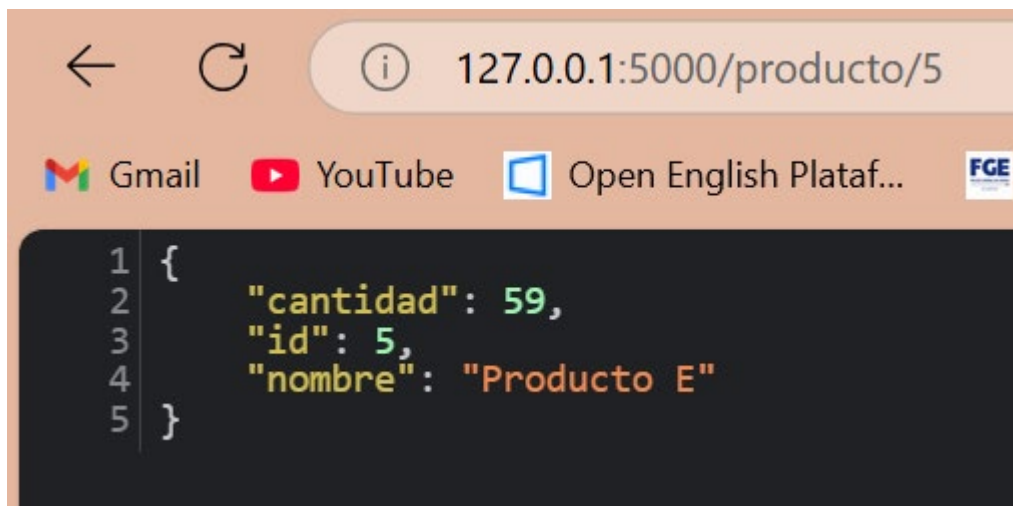 127.0.0.1:5000/producto/5
Gmail YouTube Open English Plataf... FGE
1 {
2 "cantidad": 59,
3 "id": 5,
4 "nombre": "Producto E"
5 }